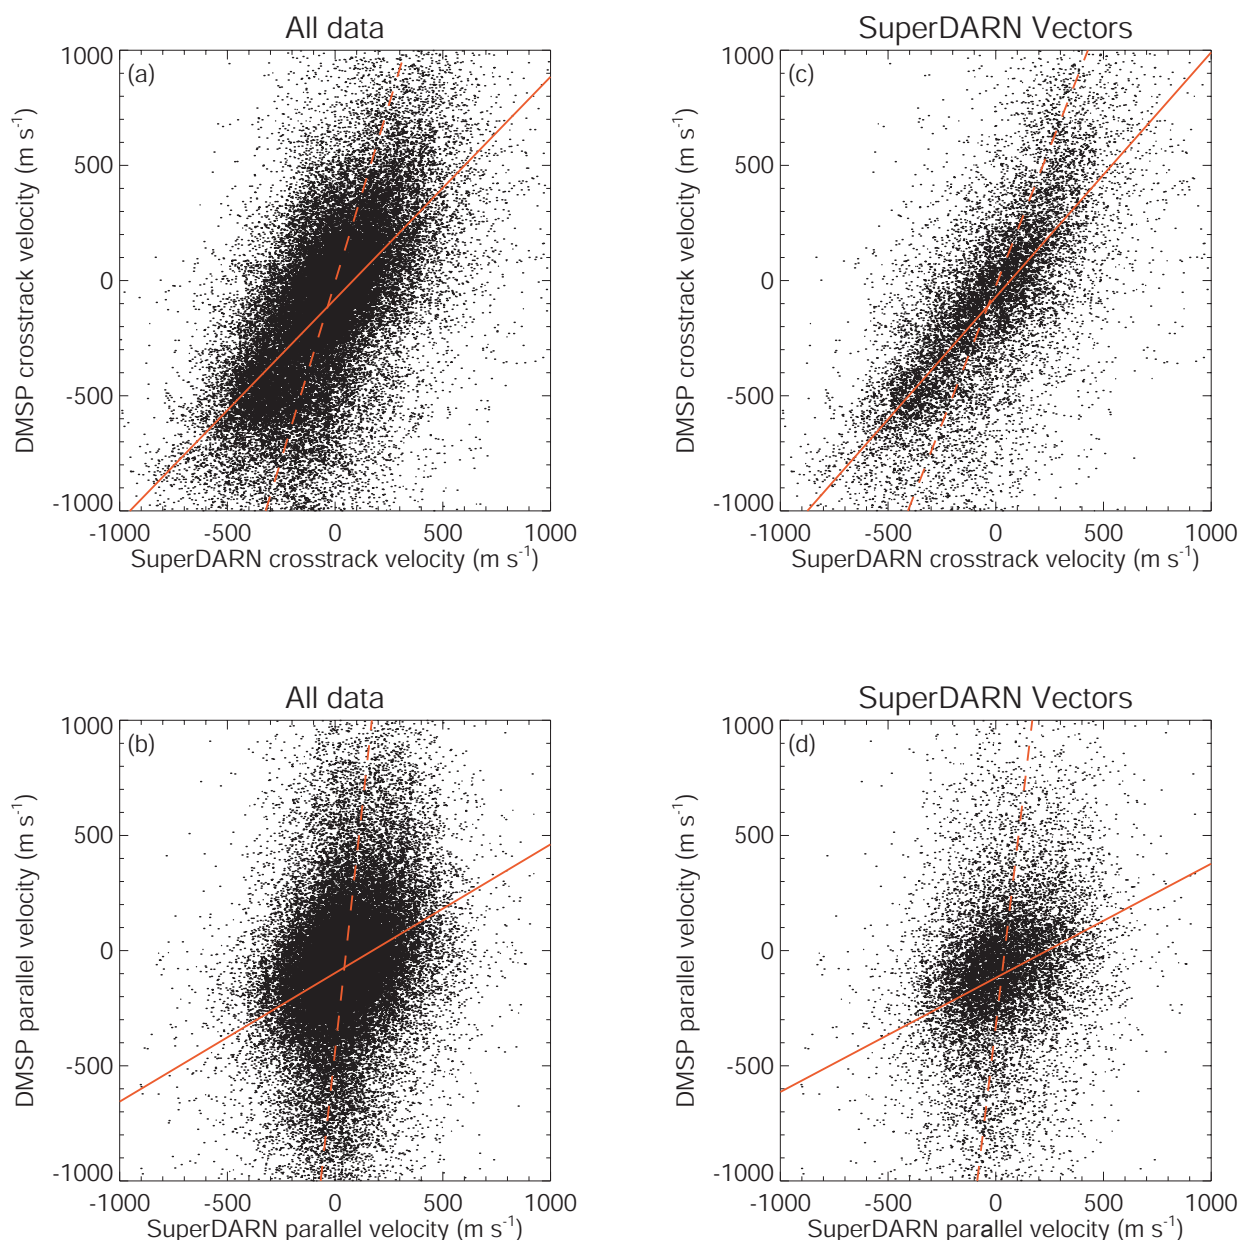 All data
(a)
1000
500
0
-500
-1000
DMSP crosstrack velocity (m s-1)
-1000 -500 0 500 1000
SuperDARN crosstrack velocity (m s-1)
SuperDARN Vectors
(c)
1000
500
0
-500
-1000
DMSP crosstrack velocity (m s-1)
-1000 -500 0 500 1000
SuperDARN crosstrack velocity (m s-1)
All data
(b)
1000
500
0
-500
-1000
DMSP parallel velocity (m s-1)
-1000 -500 0 500 1000
SuperDARN parallel velocity (m s-1)
SuperDARN Vectors
(d)
1000
500
0
-500
-1000
DMSP parallel velocity (m s-1)
-1000 -500 0 500 1000
SuperDARN parallel velocity (m s-1)